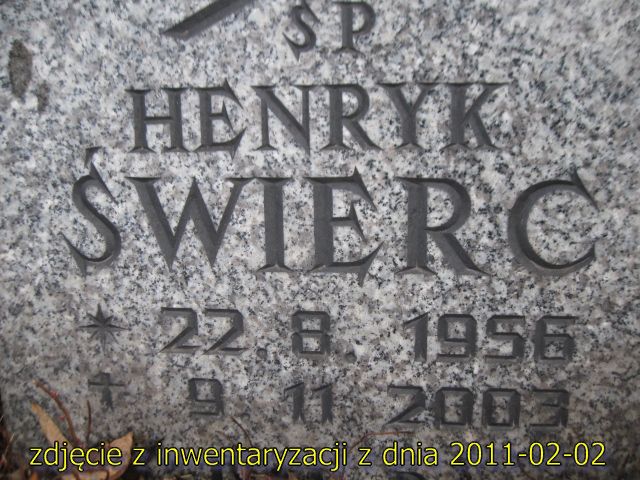 ŚP
HENRYK
ŚWIERC
* 22.8. 1956
† 9.11 2003
zdjęcie z inwentaryzacji z dnia 2011-02-02